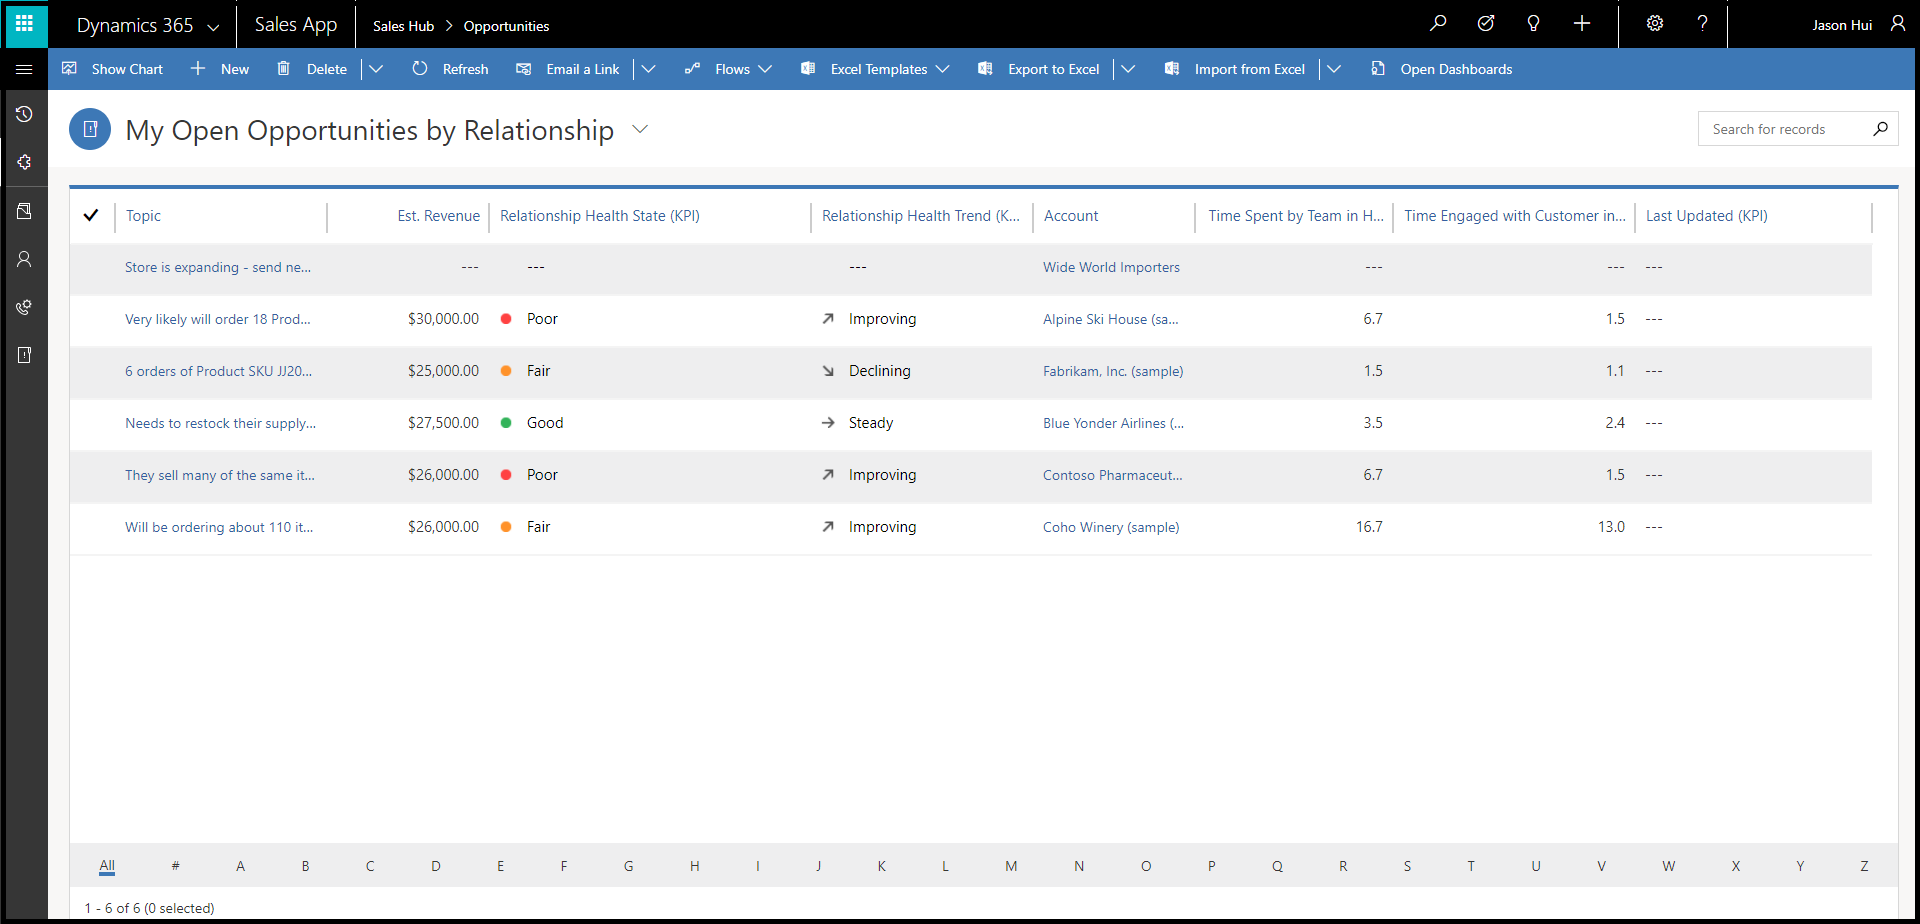 Dynamics 365 Sales App Sales Hub > Opportunities ? Jason Hui
Show Chart New Delete Refresh Email a Link Flows Excel Templates Export to Excel Import from Excel Open Dashboards
My Open Opportunities by Relationship Search for records
Topic Est. Revenue Relationship Health State (KPI) Relationship Health Trend (K... Account Time Spent by Team in H... Time Engaged with Customer in... Last Updated (KPI)
Store is expanding - send ne... --- --- --- Wide World Importers --- --- ---
Very likely will order 18 Prod... $30,000.00 Poor Improving Alpine Ski House (sa... 6.7 1.5 ---
6 orders of Product SKU JJ20... $25,000.00 Fair Declining Fabrikam, Inc. (sample) 1.5 1.1 ---
Needs to restock their supply... $27,500.00 Good Steady Blue Yonder Airlines (... 3.5 2.4 ---
They sell many of the same it... $26,000.00 Poor Improving Contoso Pharmaceut... 6.7 1.5 ---
Will be ordering about 110 it... $26,000.00 Fair Improving Coho Winery (sample) 16.7 13.0 ---
All # A B C D E F G H I J K L M N O P Q R S T U V W X Y Z
1 - 6 of 6 (0 selected)